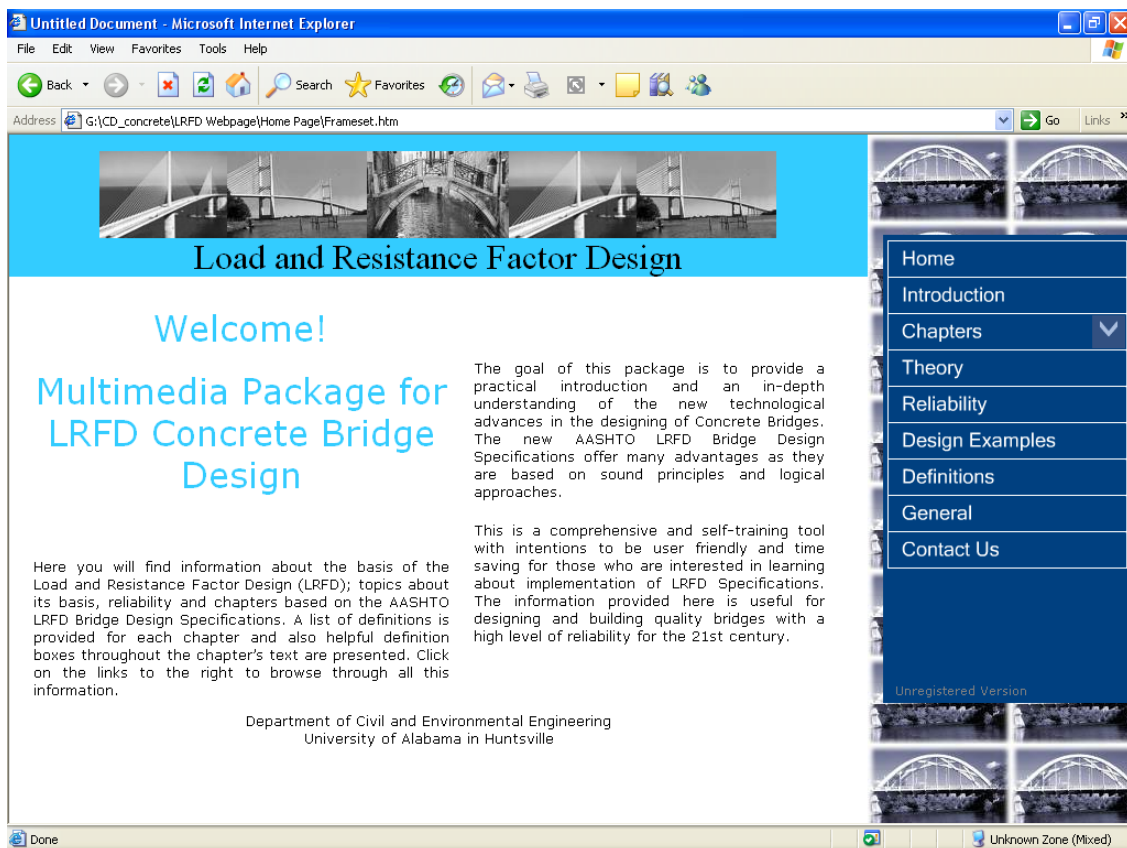 Untitled Document - Microsoft Internet Explorer
File Edit View Favorites Tools Help
Back Search Favorites
Address G:\CD_concrete\LRFD Webpage\Home Page\Frameset.htm Go Links »
Load and Resistance Factor Design
Welcome!
Multimedia Package for
LRFD Concrete Bridge
Design
Here you will find information about the basis of the
Load and Resistance Factor Design (LRFD); topics about
its basis, reliability and chapters based on the AASHTO
LRFD Bridge Design Specifications. A list of definitions is
provided for each chapter and also helpful definition
boxes throughout the chapter's text are presented. Click
on the links to the right to browse through all this
information.
The goal of this package is to provide a
practical introduction and an in-depth
understanding of the new technological
advances in the designing of Concrete Bridges.
The new AASHTO LRFD Bridge Design
Specifications offer many advantages as they
are based on sound principles and logical
approaches.
This is a comprehensive and self-training tool
with intentions to be user friendly and time
saving for those who are interested in learning
about implementation of LRFD Specifications.
The information provided here is useful for
designing and building quality bridges with a
high level of reliability for the 21st century.
Department of Civil and Environmental Engineering
University of Alabama in Huntsville
Home
Introduction
Chapters
Theory
Reliability
Design Examples
Definitions
General
Contact Us
Unregistered Version
Done
Unknown Zone (Mixed)